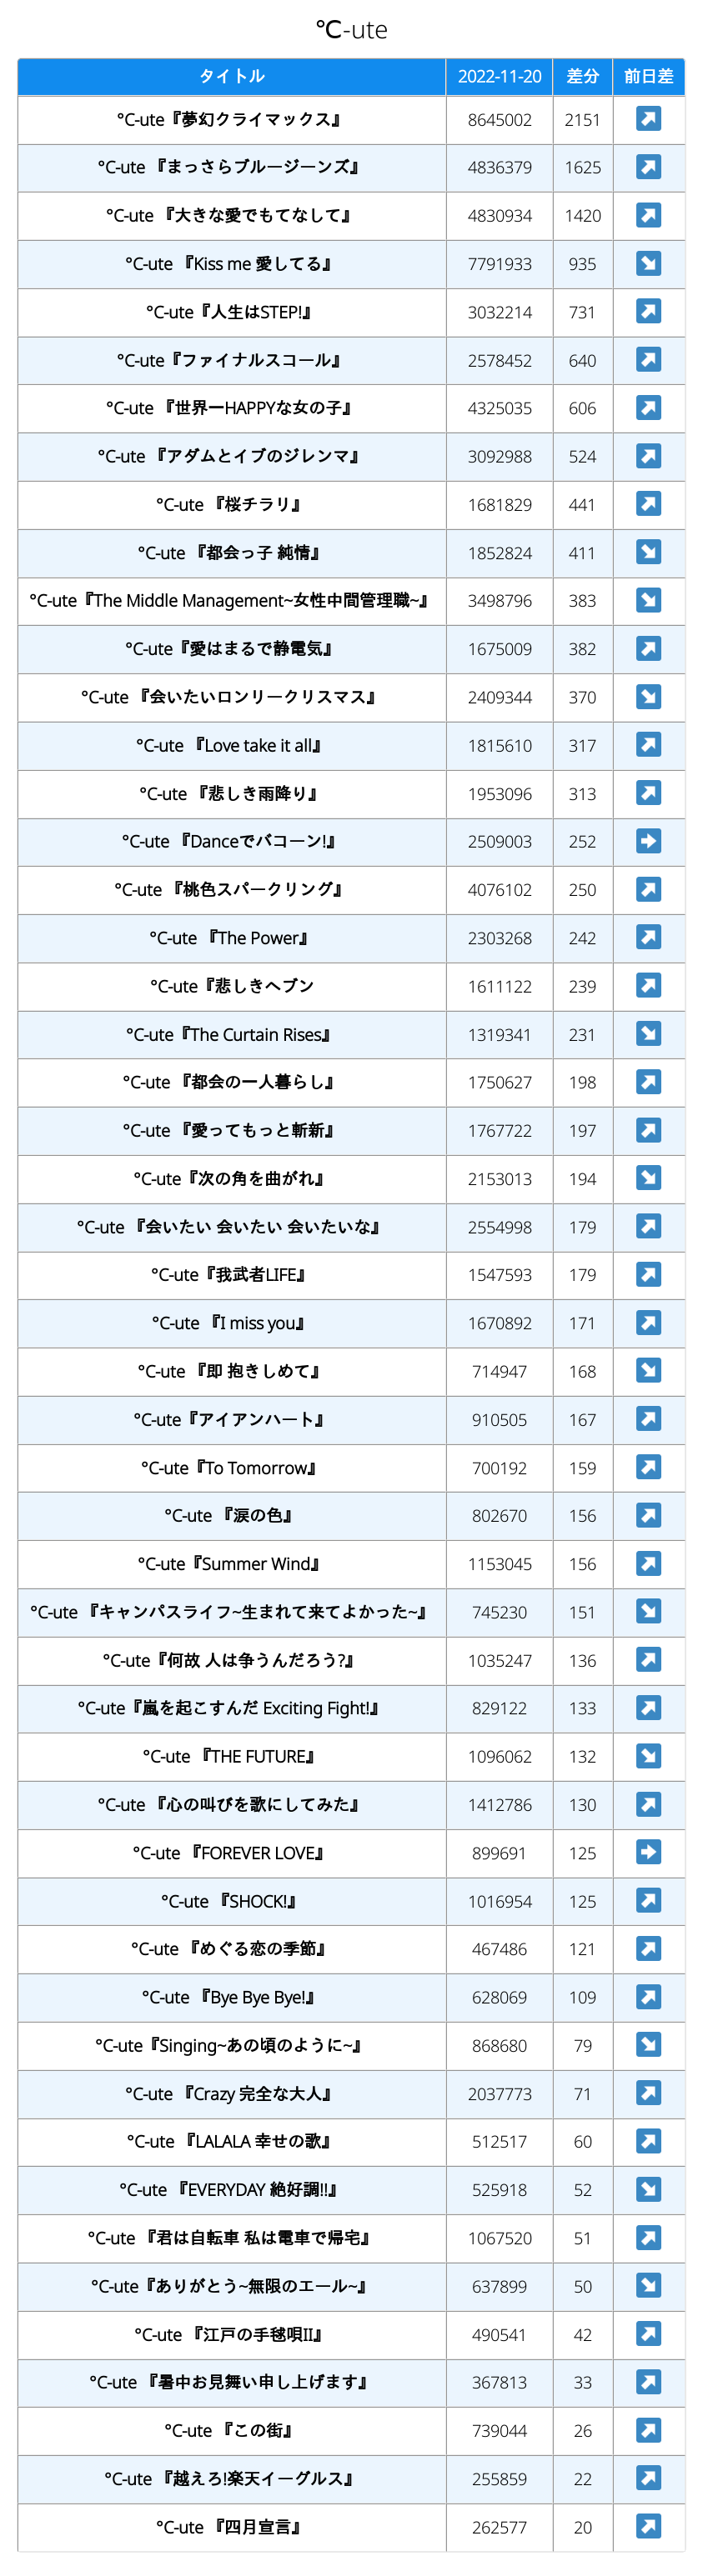 ℃-ute
タイトル 2022-11-20 差分 前日差
°C-ute『夢幻クライマックス』 8645002 2151 ↗
°C-ute 『まっさらブルージーンズ』 4836379 1625 ↗
°C-ute 『大きな愛でもてなして』 4830934 1420 ↗
°C-ute 『Kiss me 愛してる』 7791933 935 ↘
°C-ute『人生はSTEP!』 3032214 731 ↗
°C-ute『ファイナルスコール』 2578452 640 ↗
°C-ute 『世界一HAPPYな女の子』 4325035 606 ↗
°C-ute 『アダムとイブのジレンマ』 3092988 524 ↗
°C-ute 『桜チラリ』 1681829 441 ↗
°C-ute 『都会っ子 純情』 1852824 411 ↘
°C-ute『The Middle Management~女性中間管理職~』 3498796 383 ↘
°C-ute『愛はまるで静電気』 1675009 382 ↗
°C-ute 『会いたいロンリークリスマス』 2409344 370 ↘
°C-ute 『Love take it all』 1815610 317 ↗
°C-ute 『悲しき雨降り』 1953096 313 ↗
°C-ute 『Danceでバコーン!』 2509003 252 ➡
°C-ute 『桃色スパークリング』 4076102 250 ↗
°C-ute 『The Power』 2303268 242 ↗
°C-ute『悲しきヘブン 1611122 239 ↗
°C-ute『The Curtain Rises』 1319341 231 ↘
°C-ute 『都会の一人暮らし』 1750627 198 ↗
°C-ute 『愛ってもっと斬新』 1767722 197 ↗
°C-ute『次の角を曲がれ』 2153013 194 ↘
°C-ute 『会いたい 会いたい 会いたいな』 2554998 179 ↗
°C-ute『我武者LIFE』 1547593 179 ↗
°C-ute 『I miss you』 1670892 171 ↗
°C-ute 『即 抱きしめて』 714947 168 ↘
°C-ute『アイアンハート』 910505 167 ↗
°C-ute『To Tomorrow』 700192 159 ↗
°C-ute 『涙の色』 802670 156 ↗
°C-ute『Summer Wind』 1153045 156 ↗
°C-ute 『キャンパスライフ~生まれて来てよかった~』 745230 151 ↘
°C-ute『何故 人は争うんだろう?』 1035247 136 ↗
°C-ute『嵐を起こすんだ Exciting Fight!』 829122 133 ↗
°C-ute 『THE FUTURE』 1096062 132 ↘
°C-ute 『心の叫びを歌にしてみた』 1412786 130 ↗
°C-ute 『FOREVER LOVE』 899691 125 ➡
°C-ute 『SHOCK!』 1016954 125 ↗
°C-ute 『めぐる恋の季節』 467486 121 ↗
°C-ute 『Bye Bye Bye!』 628069 109 ↗
°C-ute『Singing~あの頃のように~』 868680 79 ↘
°C-ute 『Crazy 完全な大人』 2037773 71 ↗
°C-ute 『LALALA 幸せの歌』 512517 60 ↗
°C-ute 『EVERYDAY 絶好調!!』 525918 52 ↘
°C-ute 『君は自転車 私は電車で帰宅』 1067520 51 ↗
°C-ute『ありがとう~無限のエール~』 637899 50 ↘
°C-ute 『江戸の手毬唄II』 490541 42 ↗
°C-ute 『暑中お見舞い申し上げます』 367813 33 ↗
°C-ute 『この街』 739044 26 ↗
°C-ute 『越えろ!楽天イーグルス』 255859 22 ↗
°C-ute 『四月宣言』 262577 20 ↗